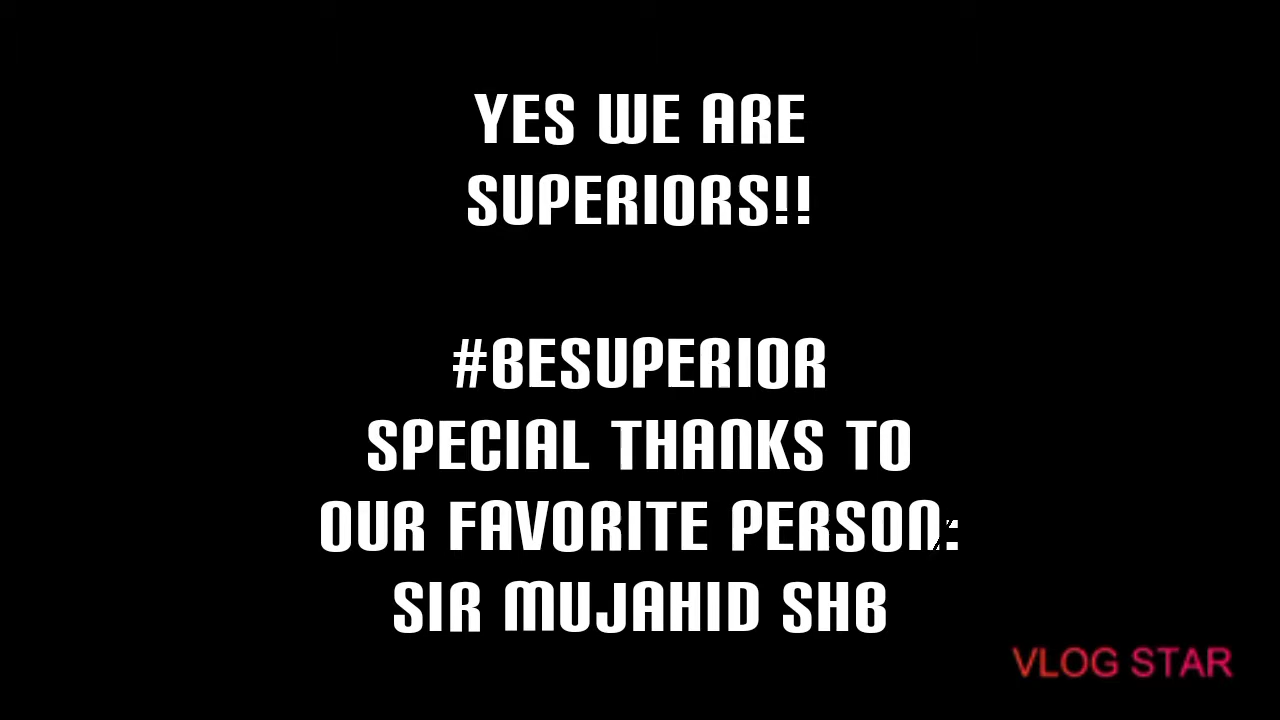 YES WE ARE
SUPERIORS!!
#BESUPERIOR
SPECIAL THANKS TO
OUR FAVORITE PERSON:
SIR MUJAHID SHB
VLOG STAR